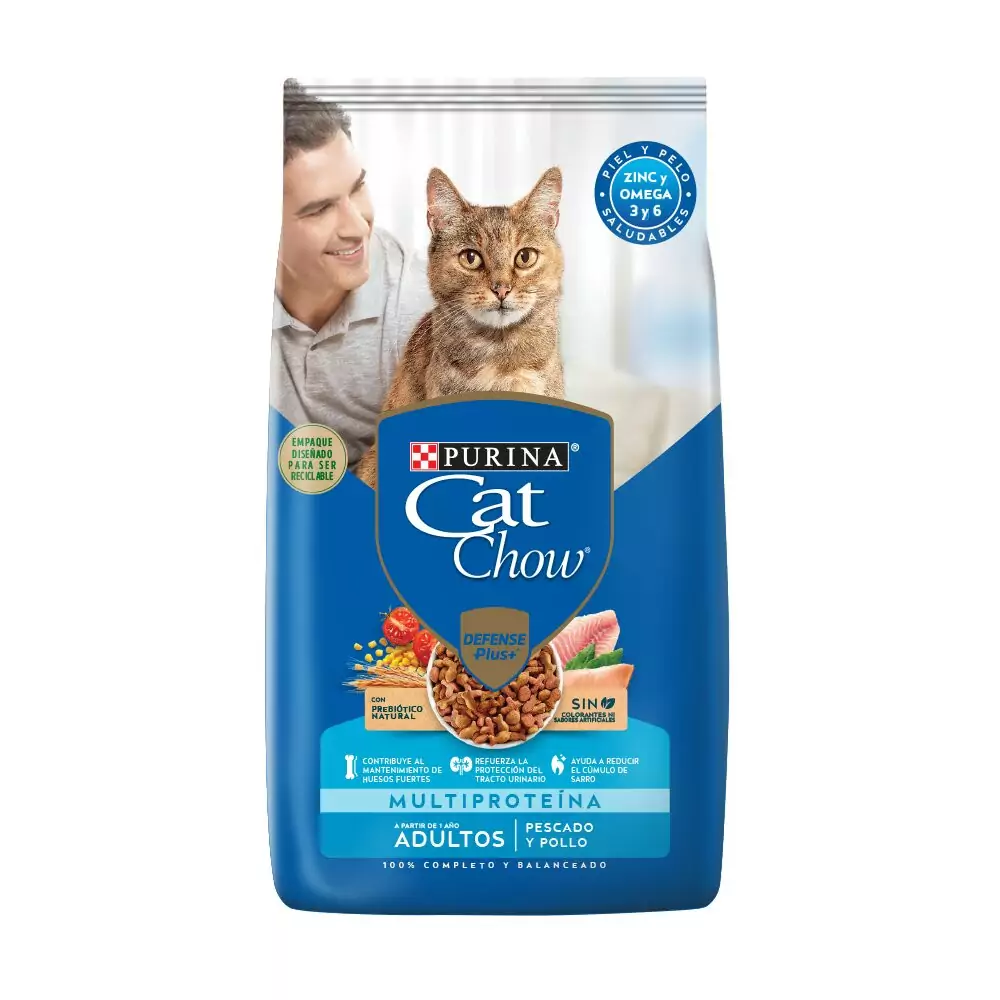 PIEL Y PELO
ZINC y
OMEGA
3 y 6
SALUDABLES
EMPAQUE
DISEÑADO
PARA SER
RECICLABLE
PURINA®
Cat
Chow®
DEFENSE
Plus+
CON
PREBIÓTICO
NATURAL
SIN
COLORANTES NI
SABORES ARTIFICIALES
CONTRIBUYE AL
MANTENIMIENTO DE
HUESOS FUERTES
REFUERZA LA
PROTECCIÓN DEL
TRACTO URINARIO
AYUDA A REDUCIR
EL CÚMULO DE
SARRO
MULTIPROTEÍNA
A PARTIR DE 1 AÑO
ADULTOS
PESCADO
Y POLLO
100% COMPLETO Y BALANCEADO